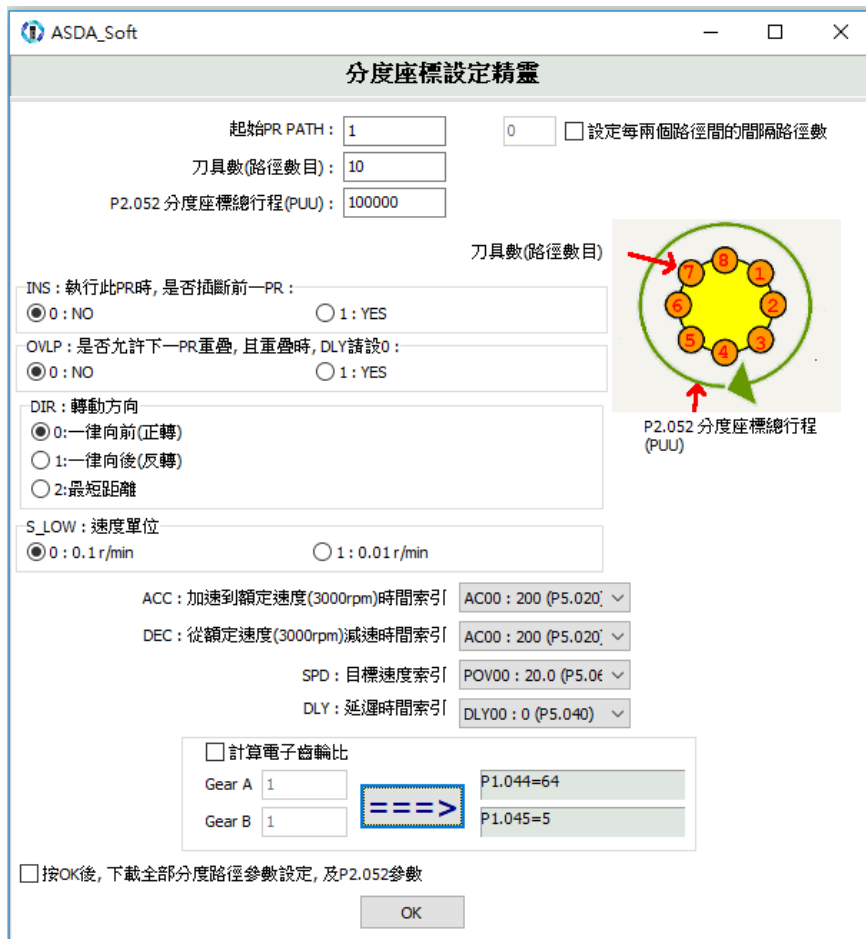 ASDA_Soft
分度座標設定精靈
起始PR PATH : 1 0 設定每兩個路徑間的間隔路徑數
刀具數(路徑數目) : 10
P2.052 分度座標總行程(PUU) : 100000
刀具數(路徑數目)
8
7 1
6 2
5 3
4
P2.052 分度座標總行程
(PUU)
INS : 執行此PR時, 是否插斷前一PR :
0 : NO 1 : YES
OVLP : 是否允許下一PR重疊, 且重疊時, DLY請設0 :
0 : NO 1 : YES
DIR : 轉動方向
0:一律向前(正轉)
1:一律向後(反轉)
2:最短距離
S_LOW : 速度單位
0 : 0.1 r/min 1 : 0.01 r/min
ACC : 加速到額定速度(3000rpm)時間索引 AC00 : 200 (P5.020)
DEC : 從額定速度(3000rpm)減速時間索引 AC00 : 200 (P5.020)
SPD : 目標速度索引 POV00 : 20.0 (P5.06
DLY : 延遲時間索引 DLY00 : 0 (P5.040)
計算電子齒輪比
Gear A 1 ===> P1.044=64
Gear B 1 P1.045=5
按OK後, 下載全部分度路徑參數設定, 及P2.052參數
OK